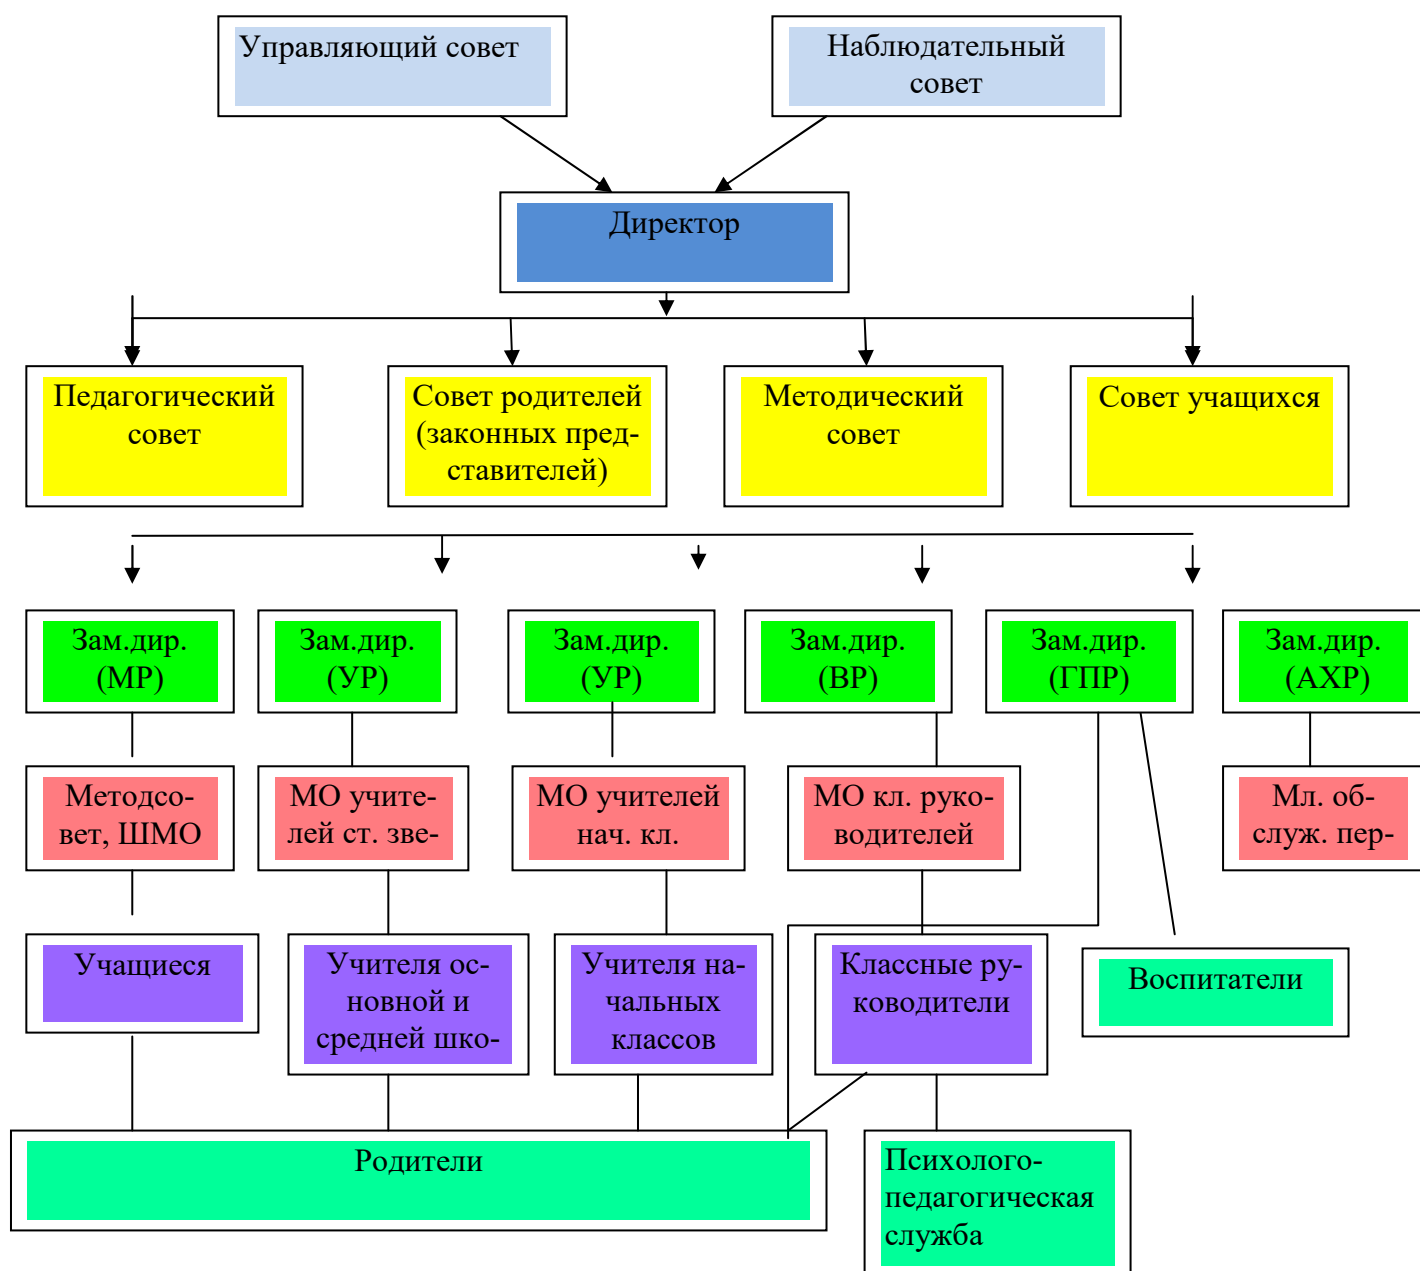 Управляющий совет
Наблюдательный
совет
Директор
Педагогический
совет
Совет родителей
(законных пред-
ставителей)
Методический
совет
Совет учащихся
Зам.дир.
(МР)
Зам.дир.
(УР)
Зам.дир.
(УР)
Зам.дир.
(ВР)
Зам.дир.
(ГПР)
Зам.дир.
(АХР)
Методсо-
вет, ШМО
МО учите-
лей ст. зве-
МО учителей
нач. кл.
МО кл. руко-
водителей
Мл. об-
служ. пер-
Учащиеся
Учителя ос-
новной и
средней шко-
Учителя на-
чальных
классов
Классные ру-
ководители
Воспитатели
Родители
Психолого-
педагогическая
служба